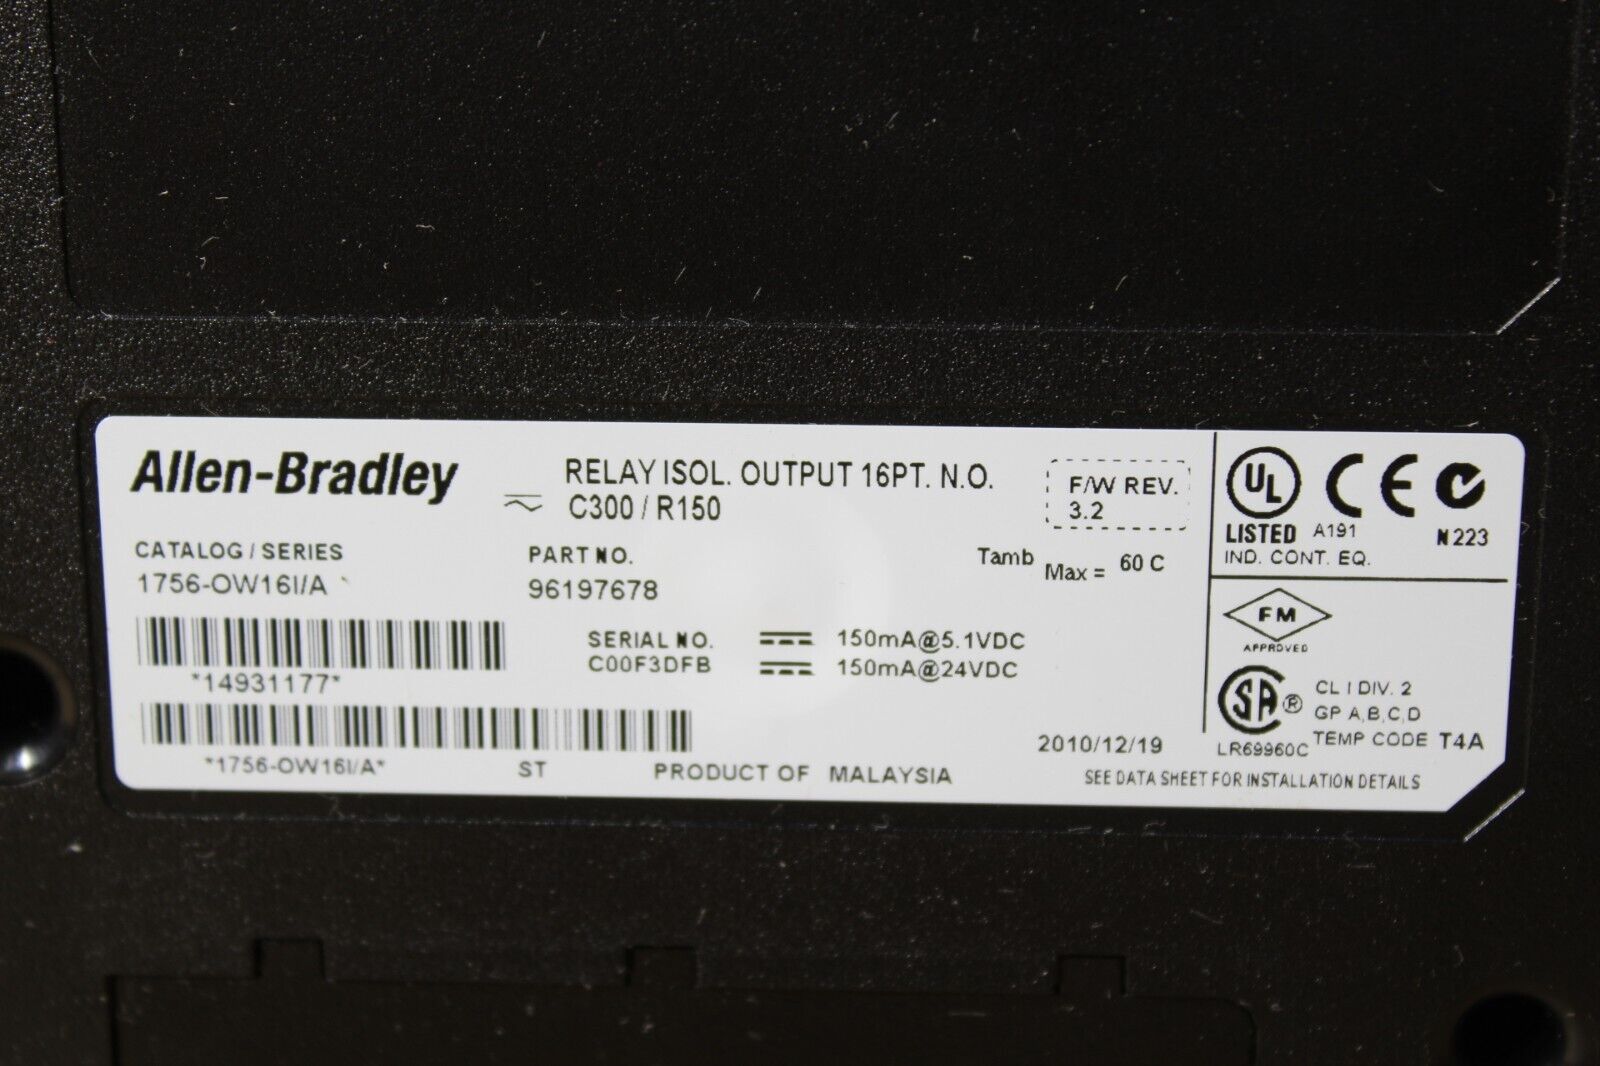 Allen-Bradley
RELAY ISOL. OUTPUT 16PT. N.O.
C300 / R150
F/W REV.
3.2
CATALOG / SERIES
1756-OW16I/A
PART NO.
96197678
Tamb Max = 60 C
SERIAL NO.
C00F3DFB
150mA@5.1VDC
150mA@24VDC
*14931177*
*1756-OW16I/A*
ST
PRODUCT OF MALAYSIA
2010/12/19
UL
LISTED A191
IND. CONT. EQ.
CE
N223
FM
APPROVED
SA ®
LR69960C
CL I DIV. 2
GP A,B,C,D
TEMP CODE T4A
SEE DATA SHEET FOR INSTALLATION DETAILS